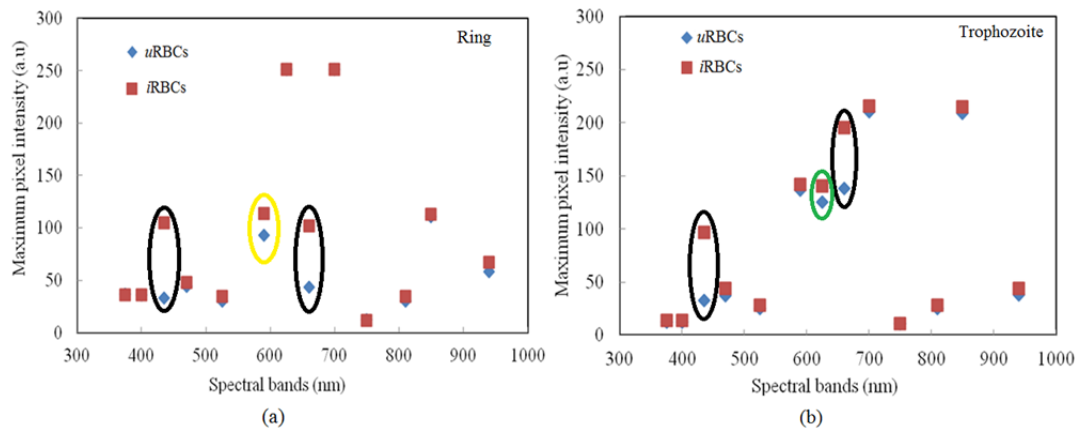 300
250
200
150
100
50
0
Maximum pixel intensity (a.u)
uRBCs
iRBCs
Ring
300 400 500 600 700 800 900 1000
Spectral bands (nm)
(a)
300
250
200
150
100
50
0
Maximum pixel intensity (a.u)
uRBCs
iRBCs
Trophozoite
300 400 500 600 700 800 900 1000
Spectral bands (nm)
(b)